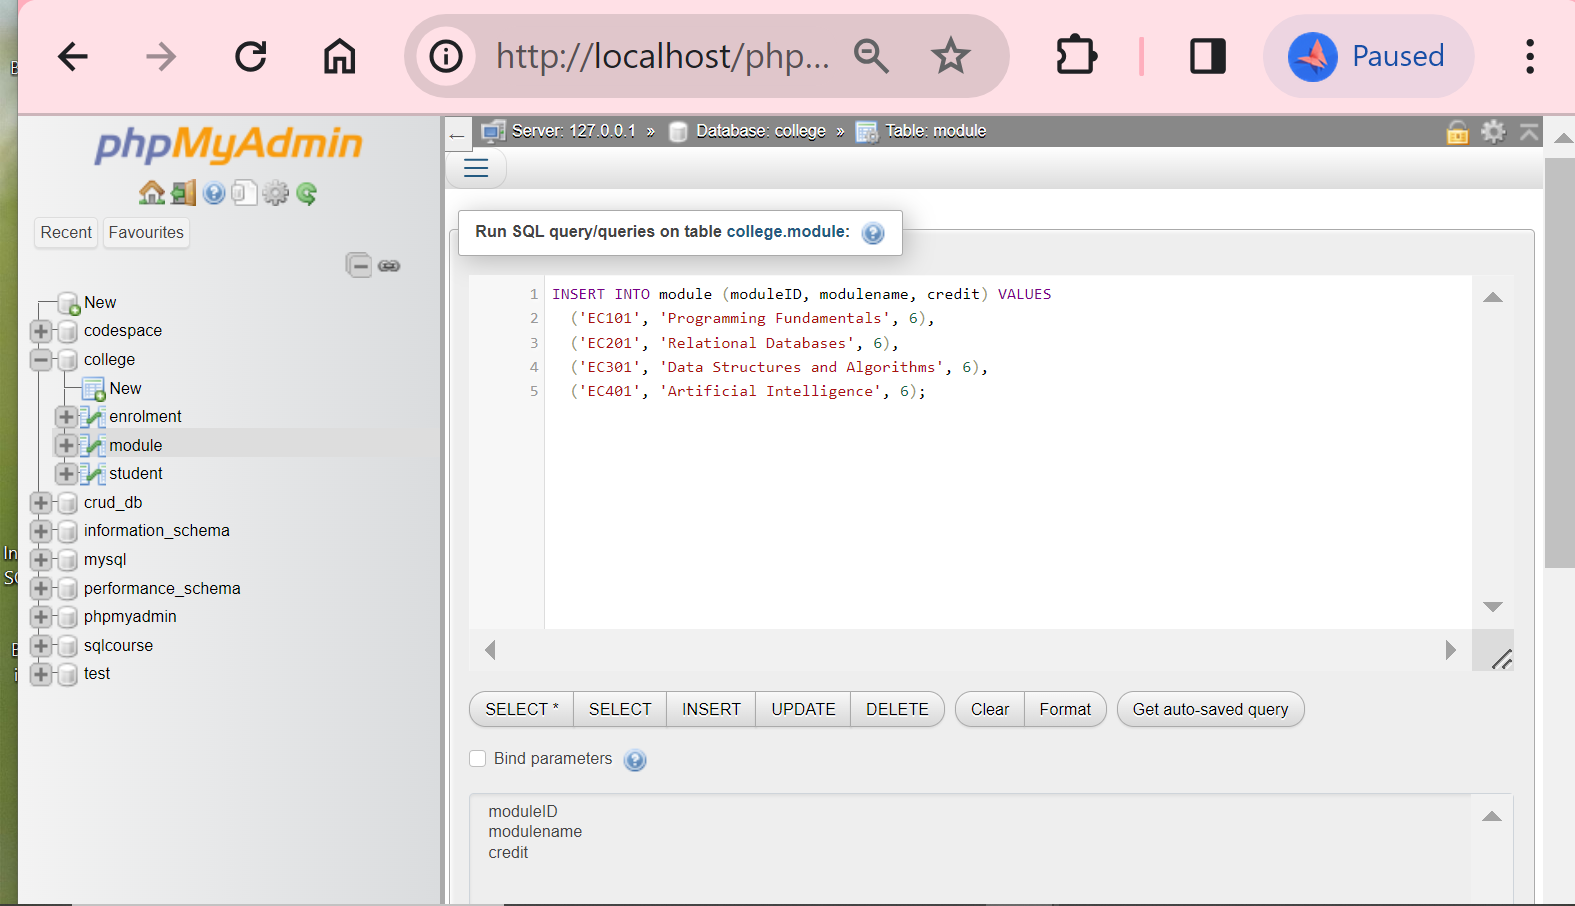 http://localhost/php...
Paused
phpMyAdmin
Recent
Favourites
New
codespace
college
New
enrolment
module
student
crud_db
information_schema
mysql
performance_schema
phpmyadmin
sqlcourse
test
Server: 127.0.0.1 » Database: college » Table: module
Run SQL query/queries on table college.module:
1 INSERT INTO module (moduleID, modulename, credit) VALUES
2 ('EC101', 'Programming Fundamentals', 6),
3 ('EC201', 'Relational Databases', 6),
4 ('EC301', 'Data Structures and Algorithms', 6),
5 ('EC401', 'Artificial Intelligence', 6);
SELECT * SELECT INSERT UPDATE DELETE Clear Format Get auto-saved query
Bind parameters
moduleID
modulename
credit